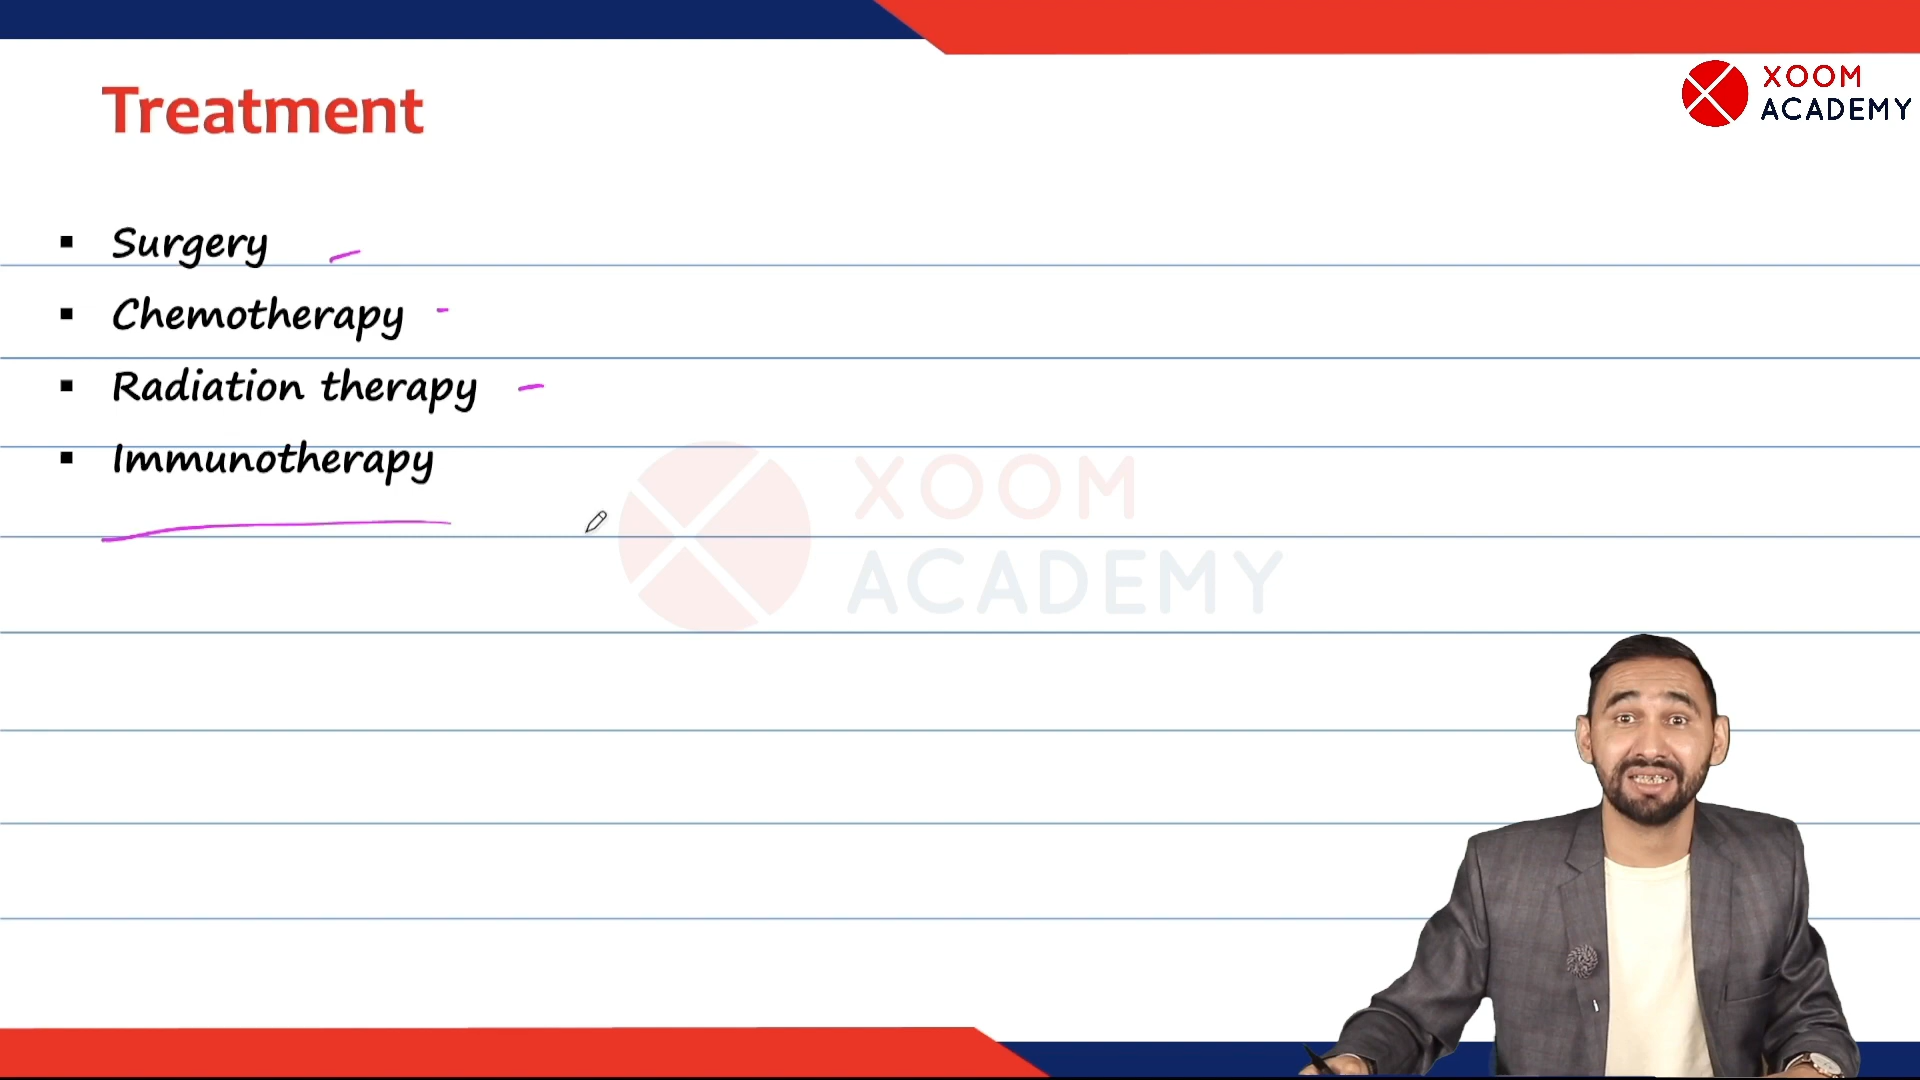 XOOM
ACADEMY
Treatment
▪ Surgery
▪ Chemotherapy
▪ Radiation therapy
▪ Immunotherapy
XOOM
ACADEMY